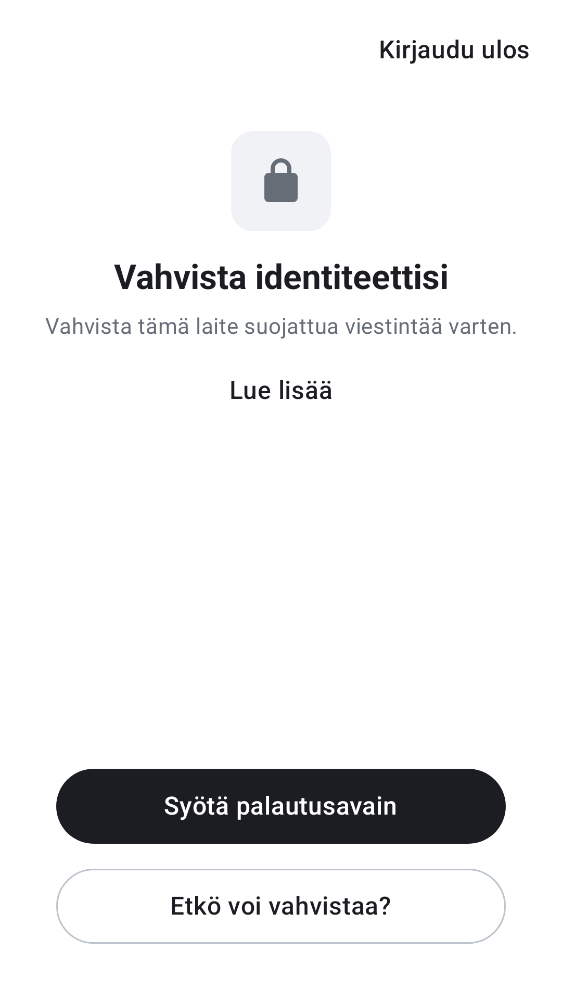 Kirjaudu ulos
Vahvista identiteettisi
Vahvista tämä laite suojattua viestintää varten.
Lue lisää
Syötä palautusavain
Etkö voi vahvistaa?